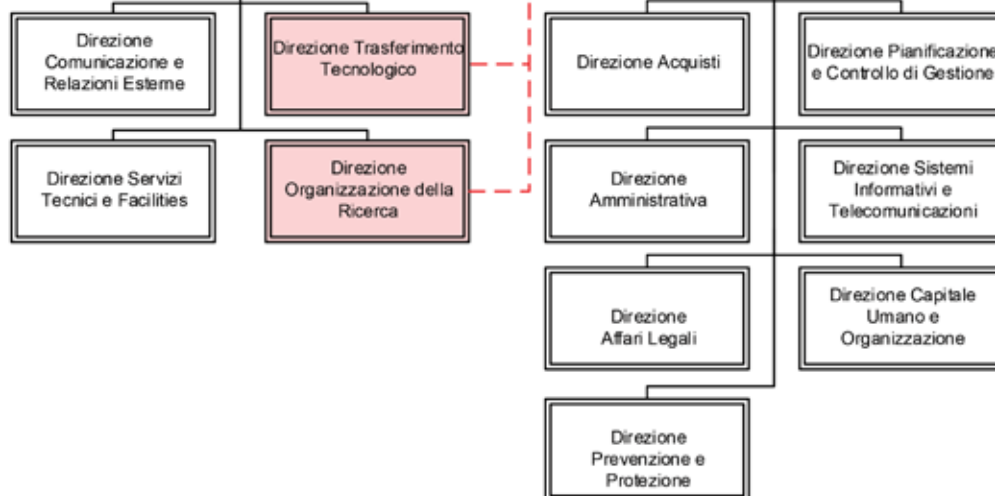 Direzione
Comunicazione e
Relazioni Esterne
Direzione Trasferimento
Tecnologico
Direzione Acquisti
Direzione Pianificazione
e Controllo di Gestione
Direzione Servizi
Tecnici e Facilities
Direzione
Organizzazione della
Ricerca
Direzione
Amministrativa
Direzione Sistemi
Informativi e
Telecomunicazioni
Direzione
Affari Legali
Direzione Capitale
Umano e
Organizzazione
Direzione
Prevenzione e
Protezione